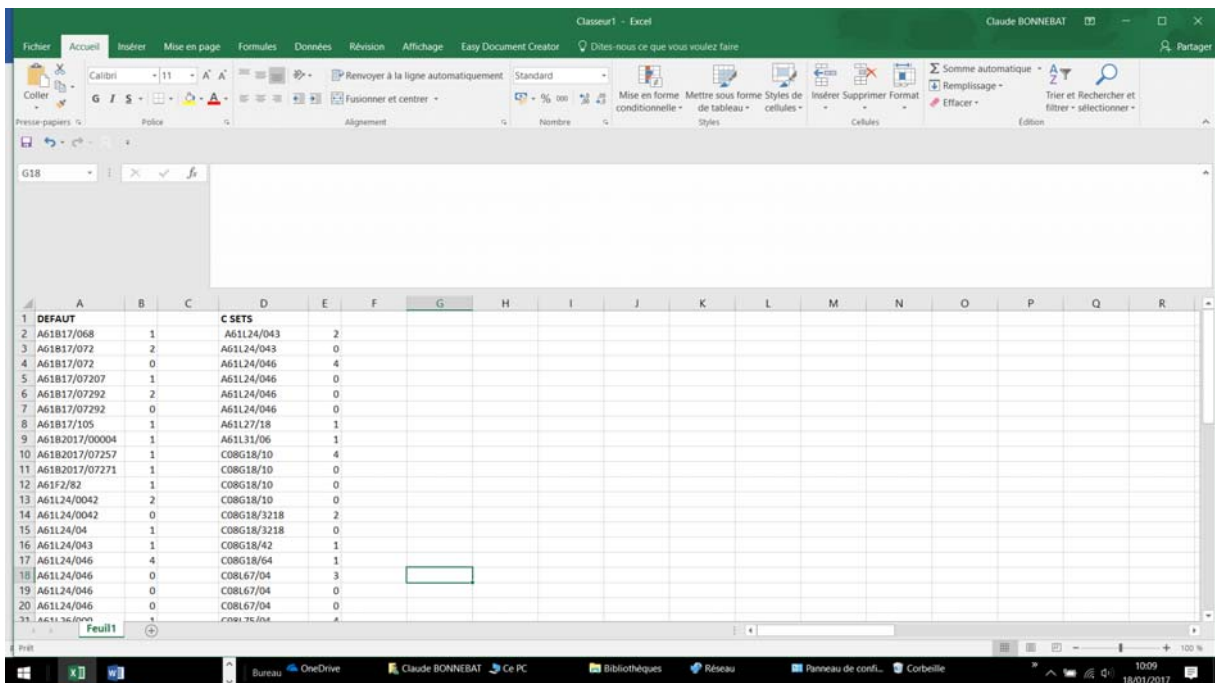 Classeur1 - Excel
Claude BONNEBAT
Fichier Accueil Insérer Mise en page Formules Données Révision Affichage Easy Document Creator Dites-nous ce que vous voulez faire Partager
Coller
Calibri 11
G I S
Renvoyer à la ligne automatiquement
Fusionner et centrer
Standard
% 000
Mise en forme conditionnelle
Mettre sous forme de tableau
Styles de cellules
Insérer Supprimer Format
Somme automatique
Remplissage
Effacer
Trier et filtrer
Rechercher et sélectionner
Presse-papiers Police Alignement Nombre Styles Cellules Édition
G18 fx
A B C D E F G H I J K L M N O P Q R
1 DEFAUT C SETS
2 A61B17/068 1 A61L24/043 2
3 A61B17/072 2 A61L24/043 0
4 A61B17/072 0 A61L24/046 4
5 A61B17/07207 1 A61L24/046 0
6 A61B17/07292 2 A61L24/046 0
7 A61B17/07292 0 A61L24/046 0
8 A61B17/105 1 A61L27/18 1
9 A61B2017/00004 1 A61L31/06 1
10 A61B2017/07257 1 C08G18/10 4
11 A61B2017/07271 1 C08G18/10 0
12 A61F2/82 1 C08G18/10 0
13 A61L24/0042 2 C08G18/10 0
14 A61L24/0042 0 C08G18/3218 2
15 A61L24/04 1 C08G18/3218 0
16 A61L24/043 1 C08G18/42 1
17 A61L24/046 4 C08G18/64 1
18 A61L24/046 0 C08L67/04 3
19 A61L24/046 0 C08L67/04 0
20 A61L24/046 0 C08L67/04 0
Feuil1
Prêt
100 %
Bureau OneDrive Claude BONNEBAT Ce PC Bibliothèques Réseau Panneau de confi... Corbeille
10:09
18/01/2017